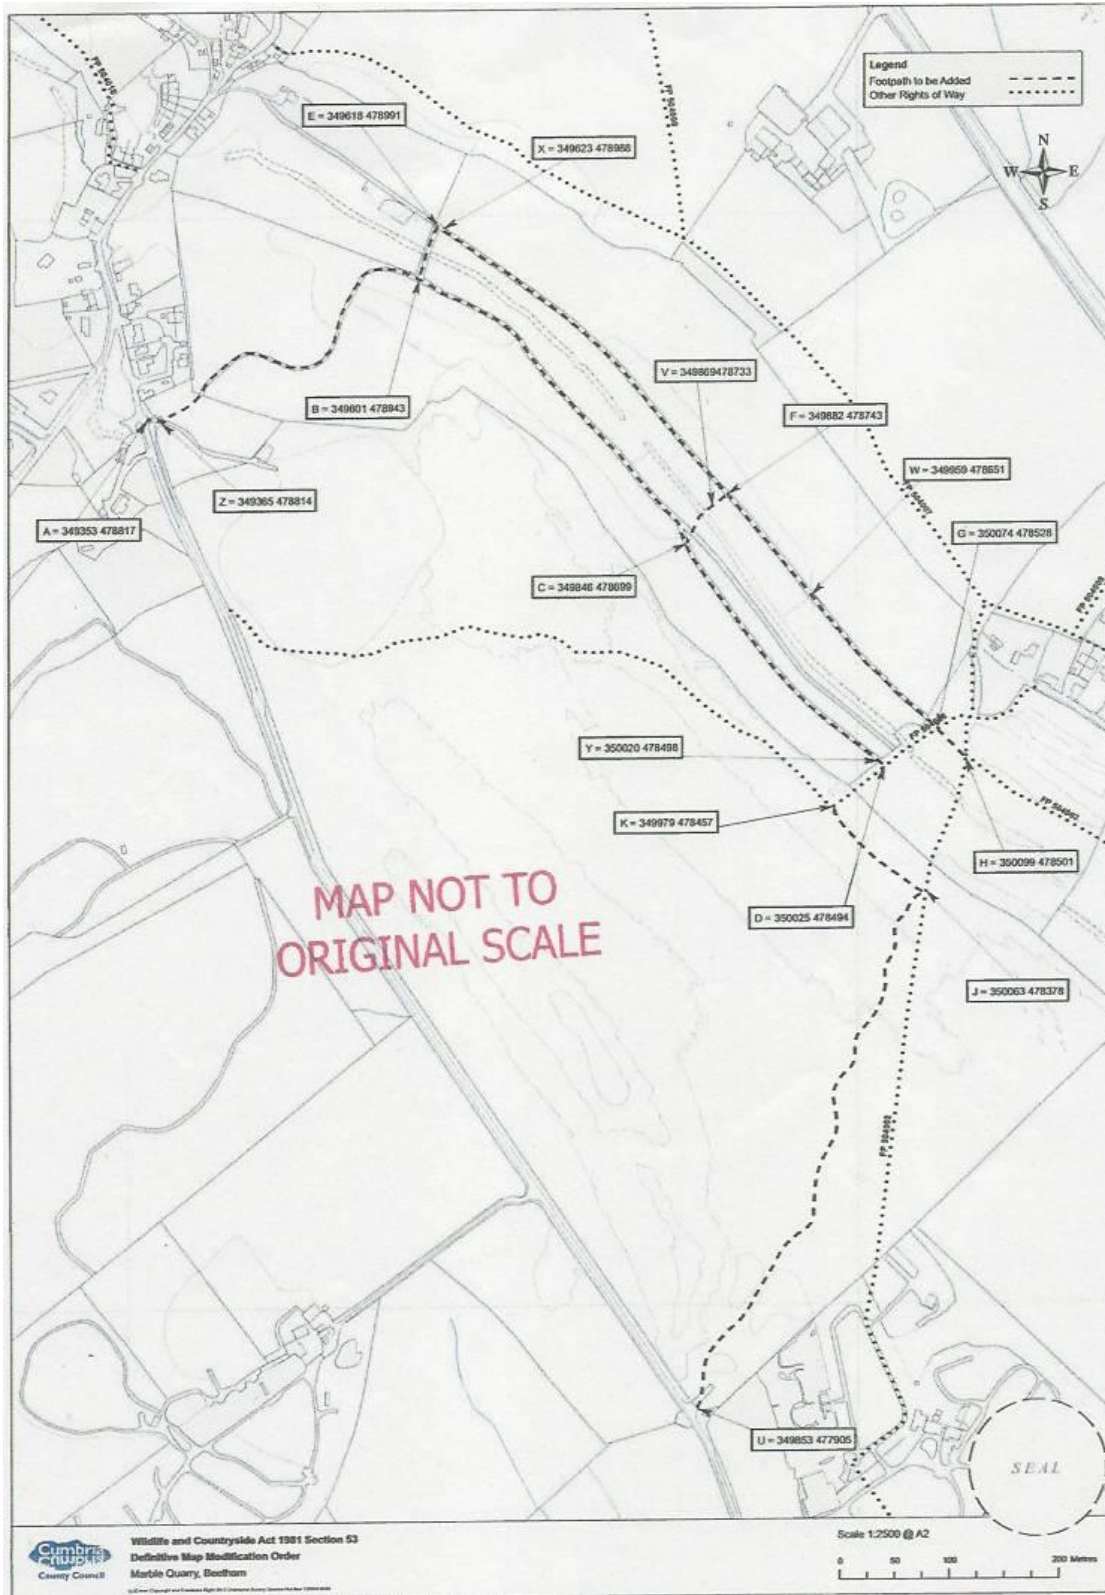 Legend
Footpath to be Added
Other Rights of Way
N
W E
S
E = 349618 478991
X = 349623 478988
V = 349869478733
B = 349601 478943
F = 349882 478743
W = 349959 478651
Z = 349365 478814
A = 349353 478817
G = 350074 478528
C = 349846 478699
Y = 350020 478498
K = 349979 478457
H = 350099 478501
D = 350025 478494
MAP NOT TO
ORIGINAL SCALE
J = 350063 478378
U = 349853 477905
SEAL
Cumbria
County Council
Wildlife and Countryside Act 1981 Section 53
Definitive Map Modification Order
Marble Quarry, Beetham
Scale 1:2500 @ A2
0 50 100 200 Metres